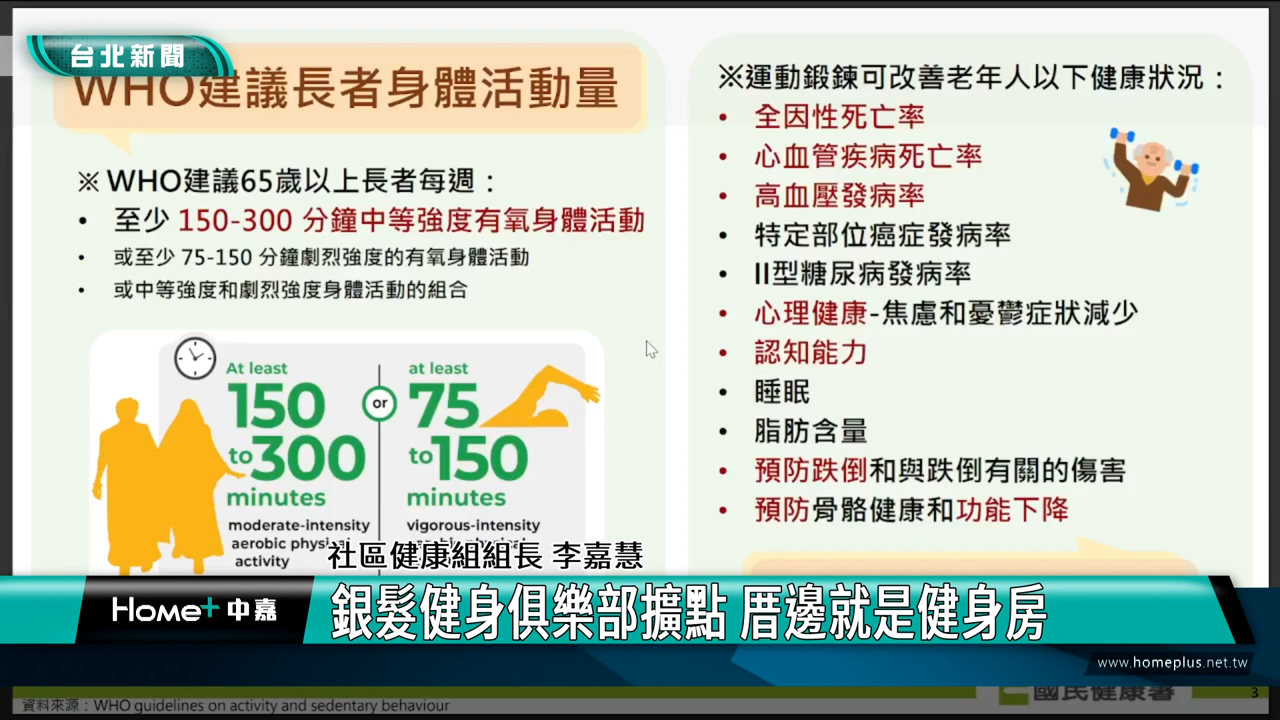 台北新聞
WHO建議長者身體活動量
※ WHO建議65歲以上長者每週：
• 至少 150-300 分鐘中等強度有氧身體活動
• 或至少 75-150 分鐘劇烈強度的有氧身體活動
• 或中等強度和劇烈強度身體活動的組合
At least
150
to300
minutes
moderate-intensity
aerobic physical
activity
or
at least
75
to150
minutes
vigorous-intensity
※運動鍛鍊可改善老年人以下健康狀況：
• 全因性死亡率
• 心血管疾病死亡率
• 高血壓發病率
• 特定部位癌症發病率
• II型糖尿病發病率
• 心理健康-焦慮和憂鬱症狀減少
• 認知能力
• 睡眠
• 脂肪含量
• 預防跌倒和與跌倒有關的傷害
• 預防骨骼健康和功能下降
社區健康組組長 李嘉慧
Home+ 中嘉
銀髮健身俱樂部擴點 厝邊就是健身房
www.homeplus.net.tw
國民健康署
3
資料來源：WHO guidelines on activity and sedentary behaviour